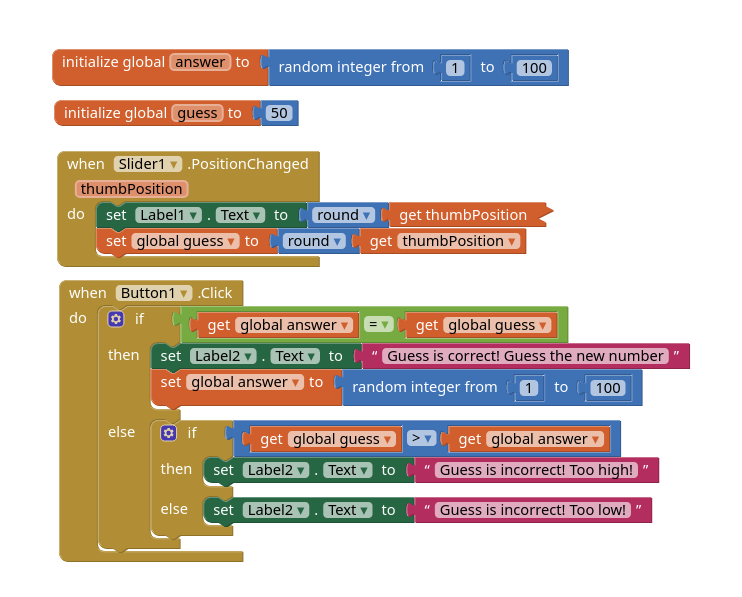 initialize global answer to random integer from 1 to 100
initialize global guess to 50
when Slider1 .PositionChanged
thumbPosition
do set Label1 . Text to round get thumbPosition
set global guess to round get thumbPosition
when Button1 .Click
do if get global answer = get global guess
then set Label2 . Text to “ Guess is correct! Guess the new number ”
set global answer to random integer from 1 to 100
else if get global guess > get global answer
then set Label2 . Text to “ Guess is incorrect! Too high! ”
else set Label2 . Text to “ Guess is incorrect! Too low! ”